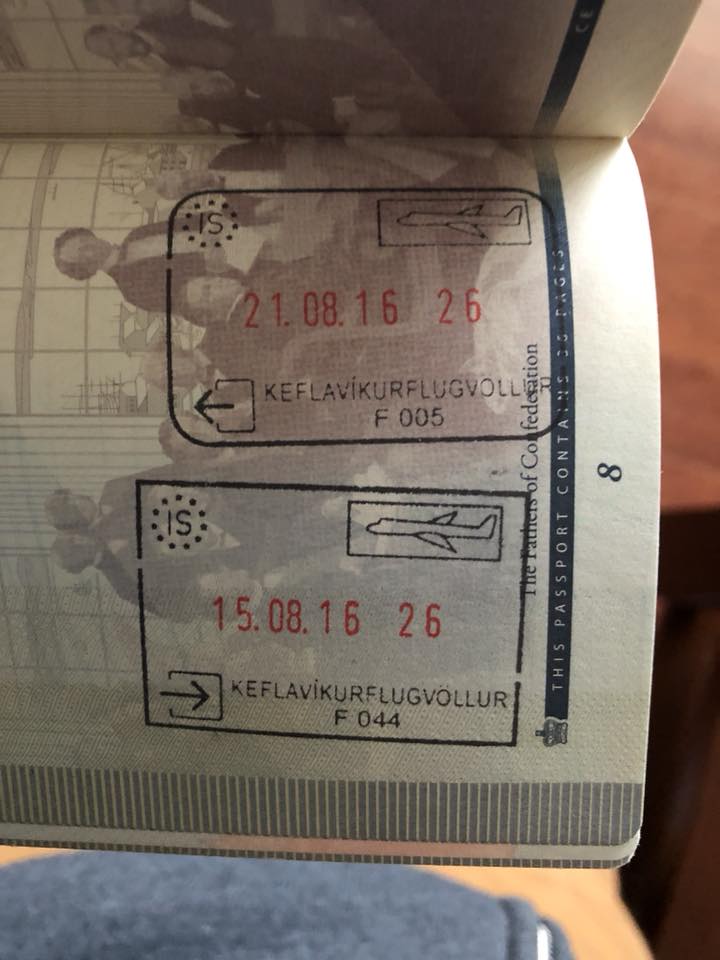 IS
21.08.16 26
KEFLAVÍKURFLUGVÖLLUR
F 005
IS
15.08.16 26
KEFLAVÍKURFLUGVÖLLUR
F 044
The Fathers of Confederation
THIS PASSPORT CONTAINS 36 PAGES
8
CE